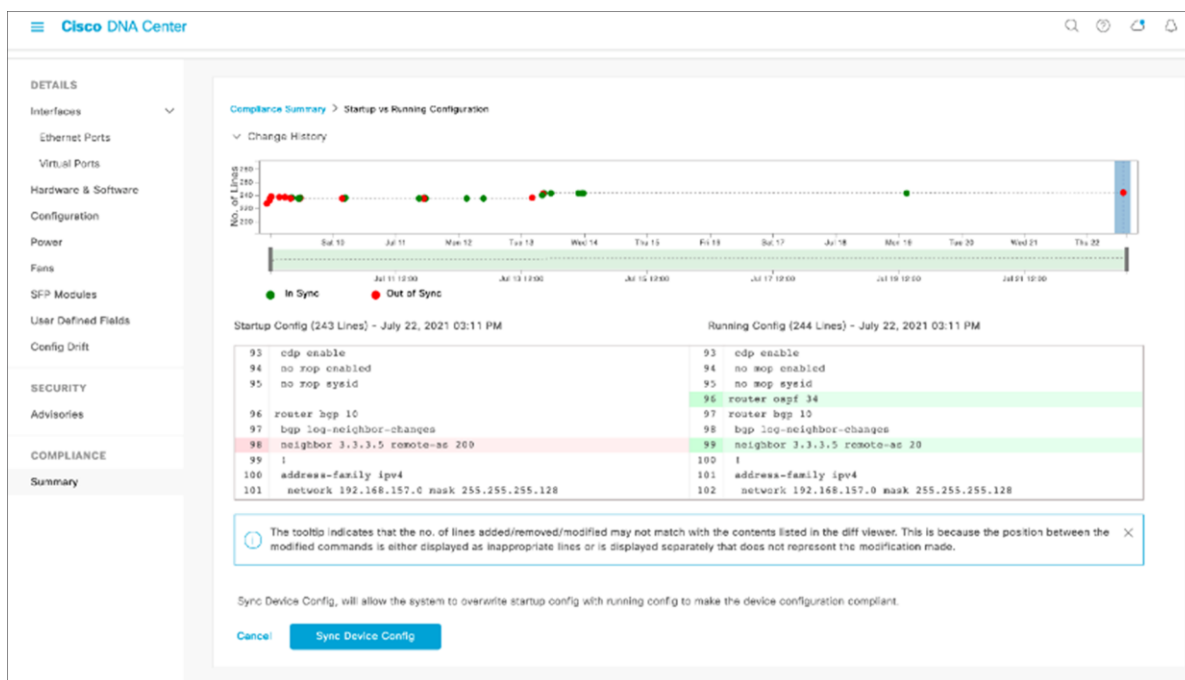 Cisco DNA Center
DETAILS
Interfaces
Ethernet Ports
Virtual Ports
Hardware & Software
Configuration
Power
Fans
SFP Modules
User Defined Fields
Config Drift
SECURITY
Advisories
COMPLIANCE
Summary
Compliance Summary > Startup vs Running Configuration
Change History
No. of Lines
280
260
240
220
200
Sat 10 Jul 11 Mon 12 Tue 13 Wed 14 Thu 15 Fri 16 Sat 17 Jul 18 Mon 19 Tue 20 Wed 21 Thu 22
Jul 11 12:00 Jul 13 12:00 Jul 15 12:00 Jul 17 12:00 Jul 19 12:00 Jul 21 12:00
In Sync Out of Sync
Startup Config (243 Lines) - July 22, 2021 03:11 PM
93 cdp enable
94 no mop enabled
95 no mop sysid
96 router bgp 10
97 bgp log-neighbor-changes
98 neighbor 3.3.3.5 remote-as 200
99 !
100 address-family ipv4
101 network 192.168.157.0 mask 255.255.255.128
Running Config (244 Lines) - July 22, 2021 03:11 PM
93 cdp enable
94 no mop enabled
95 no mop sysid
96 router ospf 34
97 router bgp 10
98 bgp log-neighbor-changes
99 neighbor 3.3.3.5 remote-as 20
100 !
101 address-family ipv4
102 network 192.168.157.0 mask 255.255.255.128
The tooltip indicates that the no. of lines added/removed/modified may not match with the contents listed in the diff viewer. This is because the position between the
modified commands is either displayed as inappropriate lines or is displayed separately that does not represent the modification made.
Sync Device Config, will allow the system to overwrite startup config with running config to make the device configuration compliant.
Cancel Sync Device Config